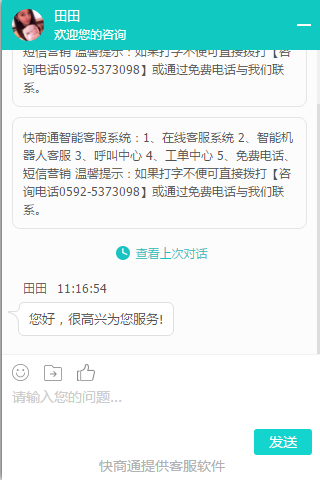 田田
欢迎您的咨询
短信营销 温馨提示：如果打字不便可直接拨打【咨
询电话0592-5373098】或通过免费电话与我们联
系。
快商通智能客服系统：1、在线客服系统 2、智能机
器人客服 3、呼叫中心 4、工单中心 5、免费电话、
短信营销 温馨提示：如果打字不便可直接拨打【咨
询电话0592-5373098】或通过免费电话与我们联
系。
查看上次对话
田田 11:16:54
您好，很高兴为您服务!
请输入您的问题...
发送
快商通提供客服软件